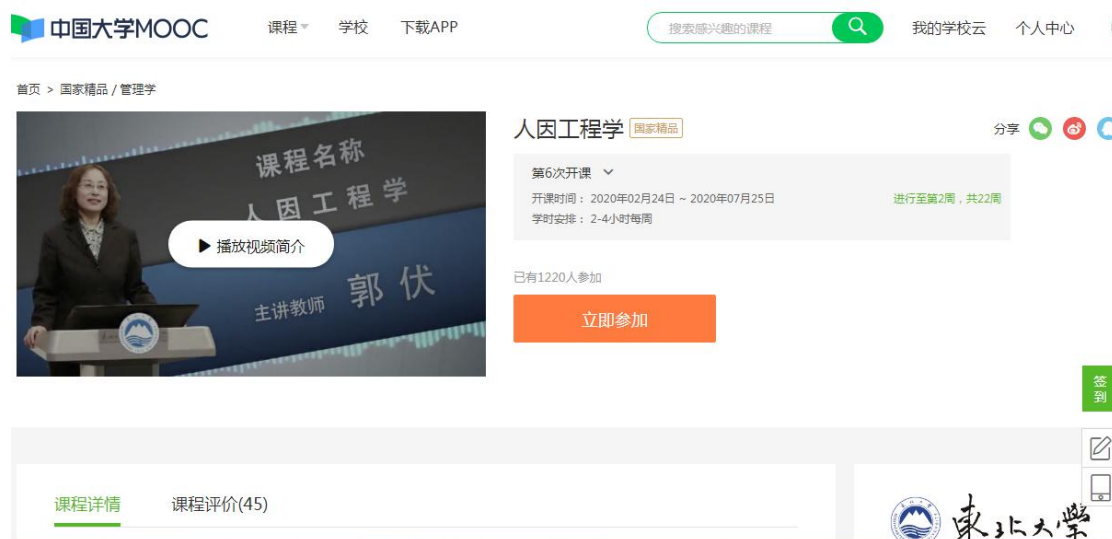 中国大学MOOC 课程 学校 下载APP 搜索感兴趣的课程 我的学校云 个人中心
首页 > 国家精品 / 管理学
课程名称
人因工程学
播放视频简介
主讲教师 郭伏
人因工程学 国家精品
分享
第6次开课
开课时间： 2020年02月24日 ~ 2020年07月25日
进行至第2周，共22周
学时安排： 2-4小时每周
已有1220人参加
立即参加
签到
课程详情 课程评价(45)
東北大學